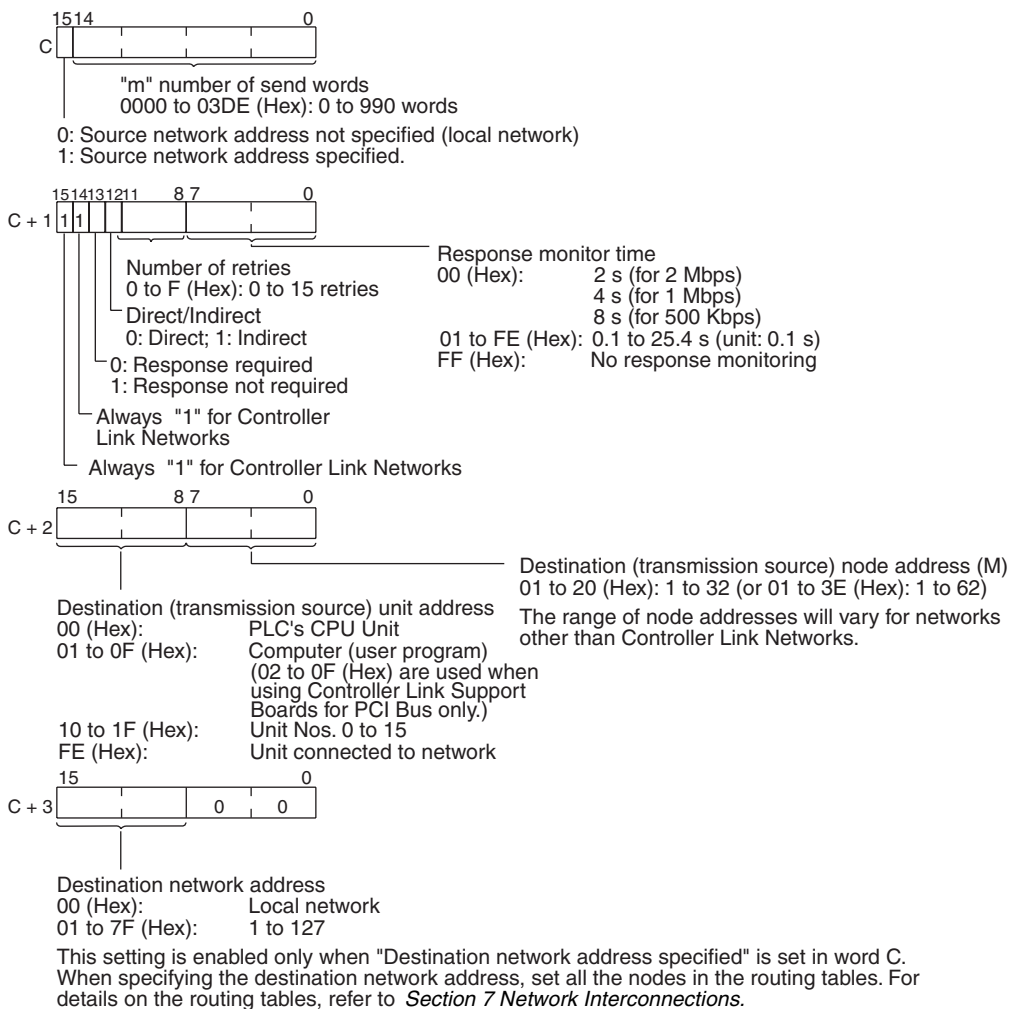 1514 0
C
"m" number of send words
0000 to 03DE (Hex): 0 to 990 words
0: Source network address not specified (local network)
1: Source network address specified.
15141312 11 8 7 0
C + 1 1 1
Number of retries
0 to F (Hex): 0 to 15 retries
Direct/Indirect
0: Direct; 1: Indirect
0: Response required
1: Response not required
Always "1" for Controller
Link Networks
Always "1" for Controller Link Networks
Response monitor time
00 (Hex): 2 s (for 2 Mbps)
4 s (for 1 Mbps)
8 s (for 500 Kbps)
01 to FE (Hex): 0.1 to 25.4 s (unit: 0.1 s)
FF (Hex): No response monitoring
15 8 7 0
C + 2
Destination (transmission source) node address (M)
01 to 20 (Hex): 1 to 32 (or 01 to 3E (Hex): 1 to 62)
The range of node addresses will vary for networks
other than Controller Link Networks.
Destination (transmission source) unit address
00 (Hex): PLC's CPU Unit
01 to 0F (Hex): Computer (user program)
(02 to 0F (Hex) are used when
using Controller Link Support
Boards for PCI Bus only.)
10 to 1F (Hex): Unit Nos. 0 to 15
FE (Hex): Unit connected to network
15 0
C + 3 0 0
Destination network address
00 (Hex): Local network
01 to 7F (Hex): 1 to 127
This setting is enabled only when "Destination network address specified" is set in word C.
When specifying the destination network address, set all the nodes in the routing tables. For
details on the routing tables, refer to Section 7 Network Interconnections.